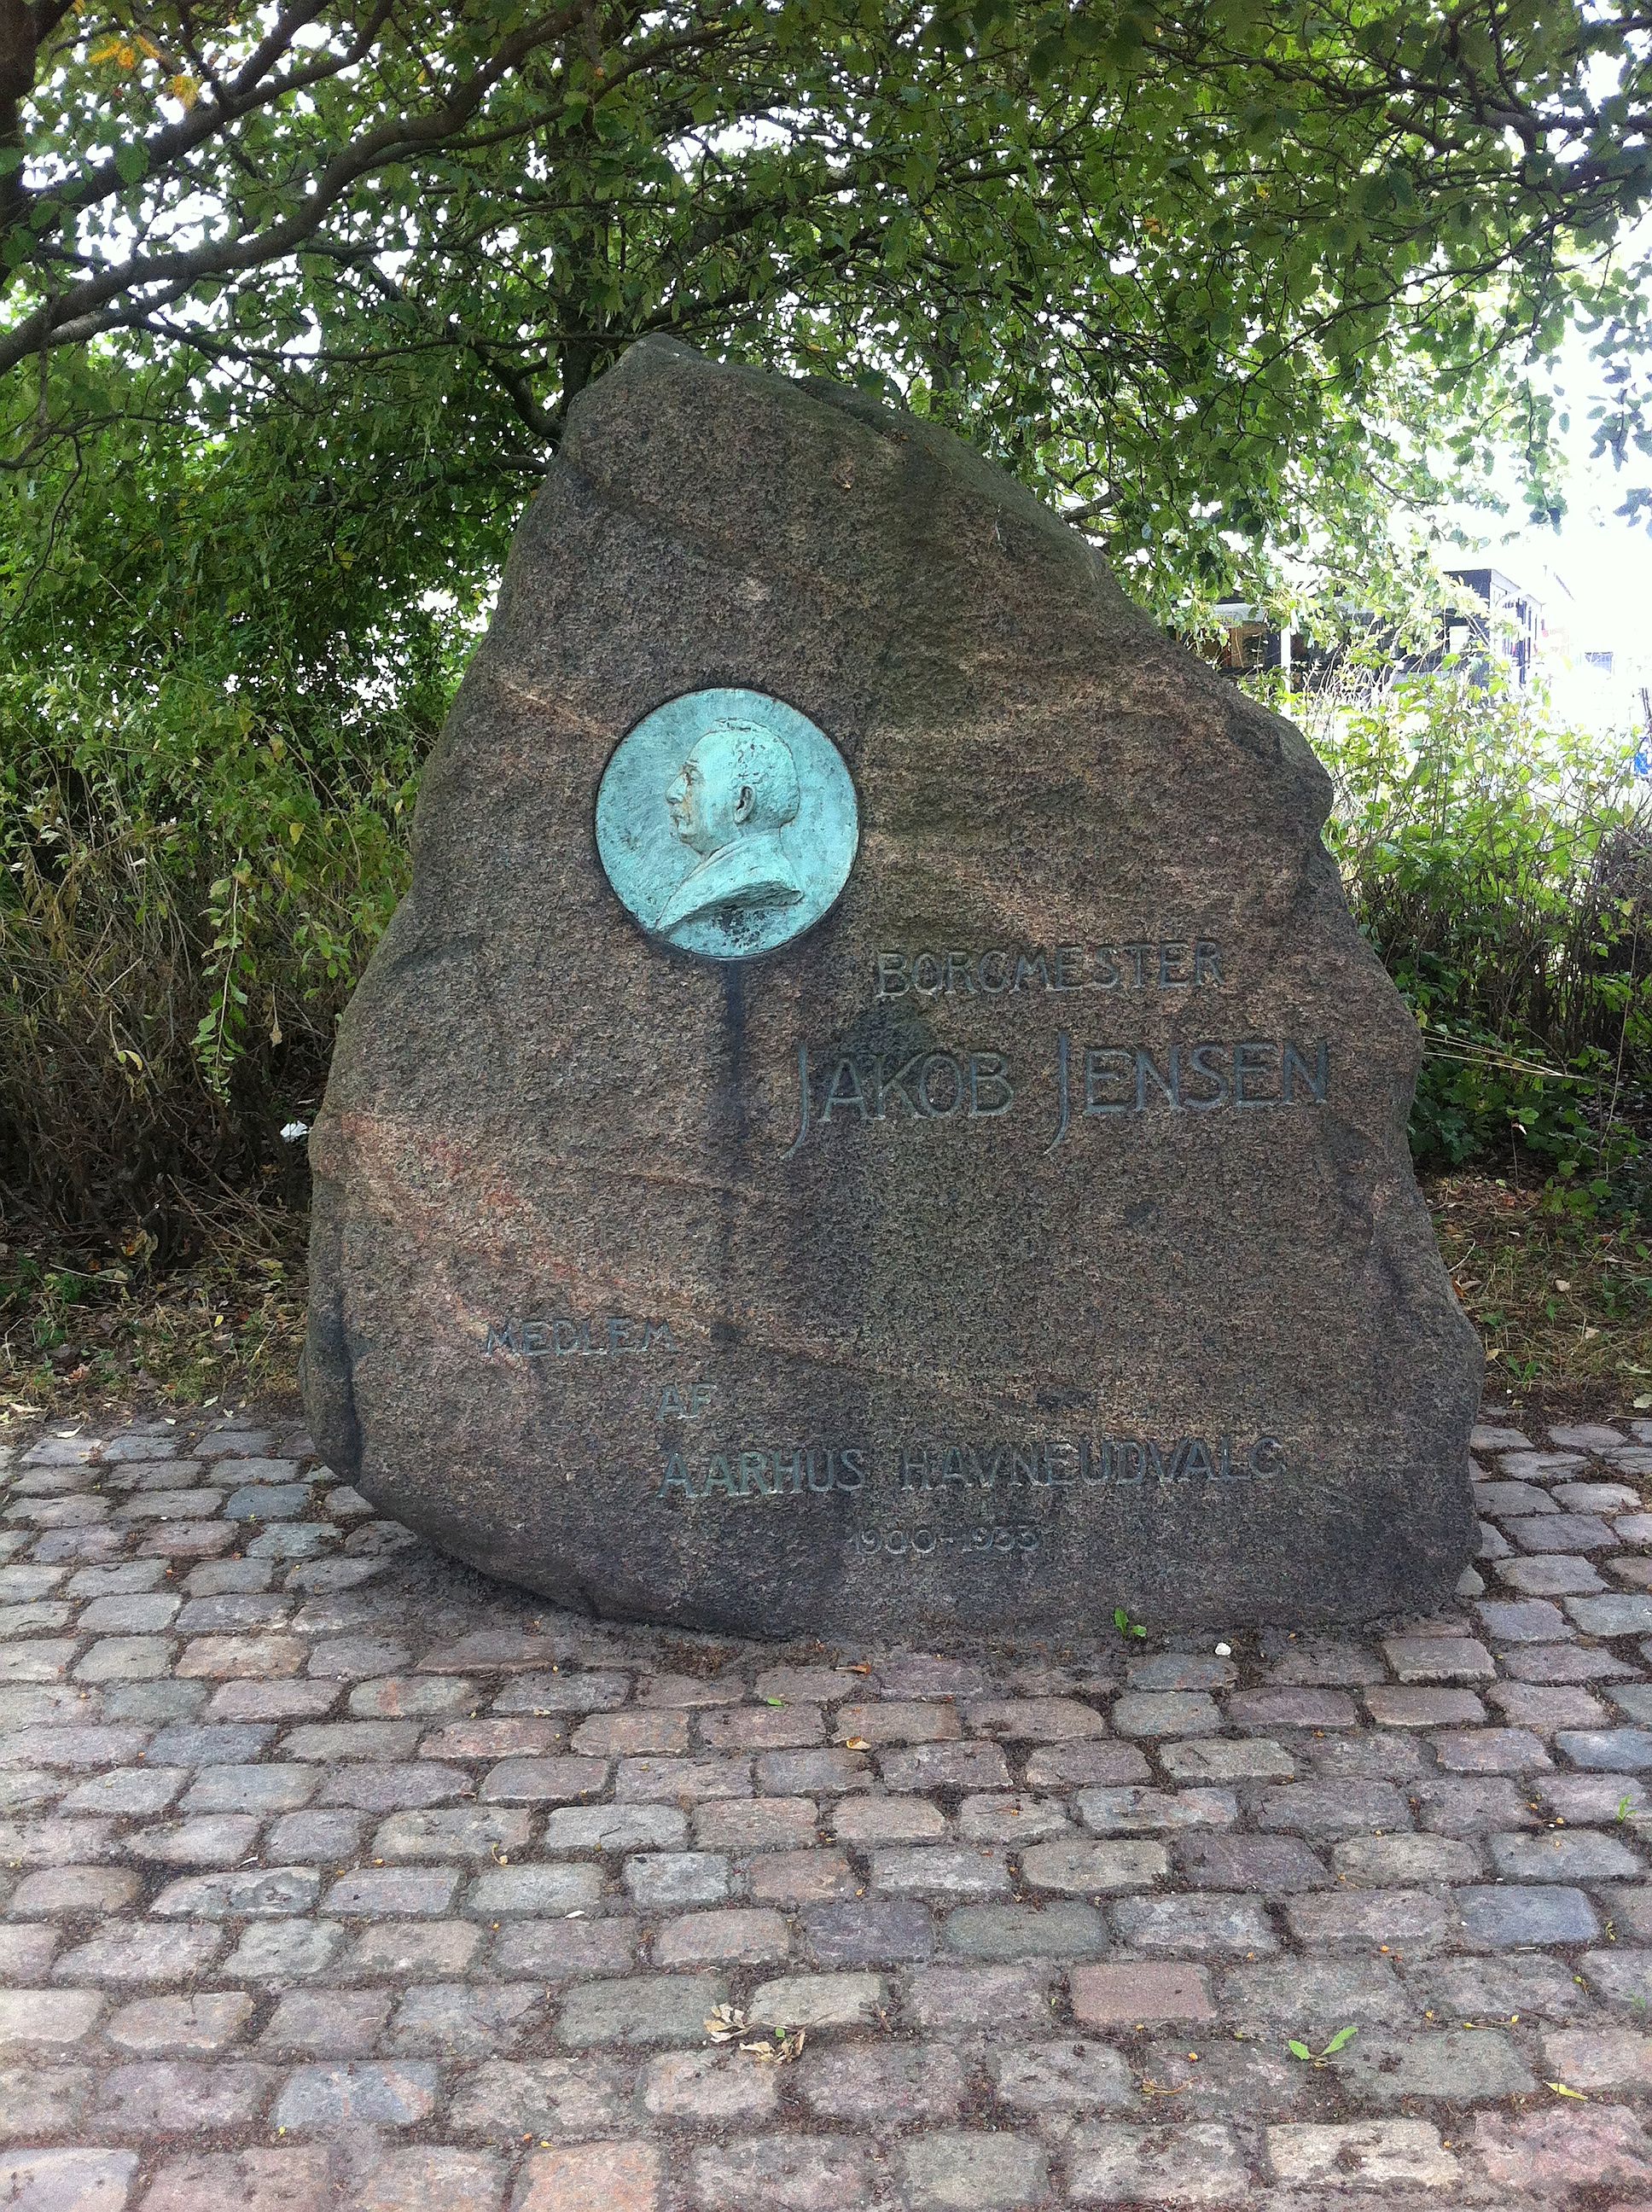 BORGMESTER
JAKOB JENSEN
MEDLEM
AF
AARHUS HAVNEUDVALG
1900-1933